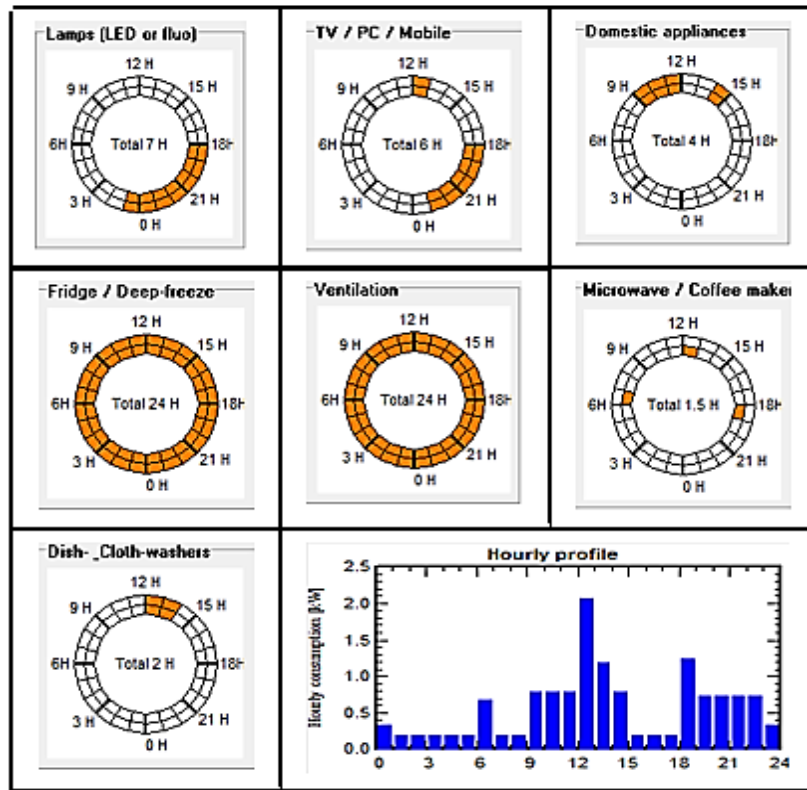 Lamps (LED or fluo)
12 H
9 H
15 H
6H
Total 7 H
18H
3 H
21 H
0 H
TV / PC / Mobile
12 H
9 H
15 H
6H
Total 6 H
18H
3 H
21 H
0 H
Domestic appliances
12 H
9 H
15 H
6H
Total 4 H
18H
3 H
21 H
0 H
Fridge / Deep-freeze
12 H
9 H
15 H
6H
Total 24 H
18H
3 H
21 H
0 H
Ventilation
12 H
9 H
15 H
6H
Total 24 H
18H
3 H
21 H
0 H
Microwave / Coffee maker
12 H
9 H
15 H
6H
Total 1.5 H
18H
3 H
21 H
0 H
Dish-_Cloth-washers
12 H
9 H
15 H
6H
Total 2 H
18H
3 H
21 H
0 H
Hourly profile
Hourly consumption [kW]
2.5
2.0
1.5
1.0
0.5
0.0
0 3 6 9 12 15 18 21 24